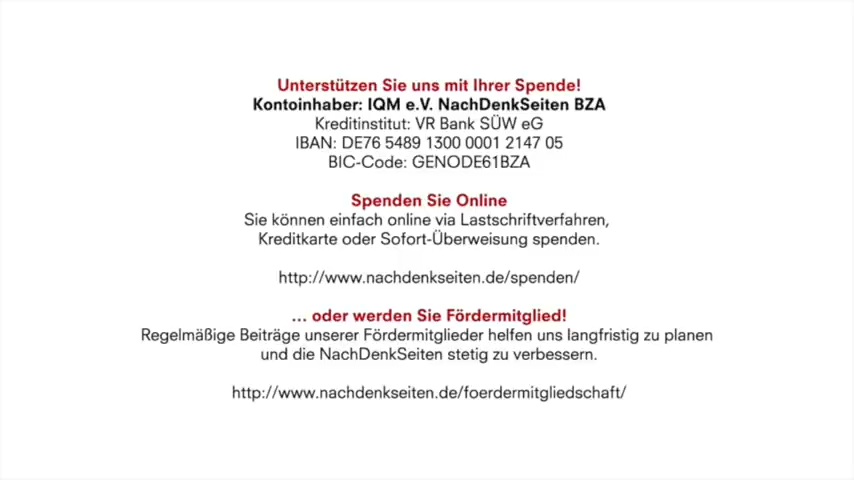 Unterstützen Sie uns mit Ihrer Spende!
Kontoinhaber: IQM e.V. NachDenkSeiten BZA
Kreditinstitut: VR Bank SÜW eG
IBAN: DE76 5489 1300 0001 2147 05
BIC-Code: GENODE61BZA
Spenden Sie Online
Sie können einfach online via Lastschriftverfahren,
Kreditkarte oder Sofort-Überweisung spenden.
http://www.nachdenkseiten.de/spenden/
... oder werden Sie Fördermitglied!
Regelmäßige Beiträge unserer Fördermitglieder helfen uns langfristig zu planen
und die NachDenkSeiten stetig zu verbessern.
http://www.nachdenkseiten.de/foerdermitgliedschaft/